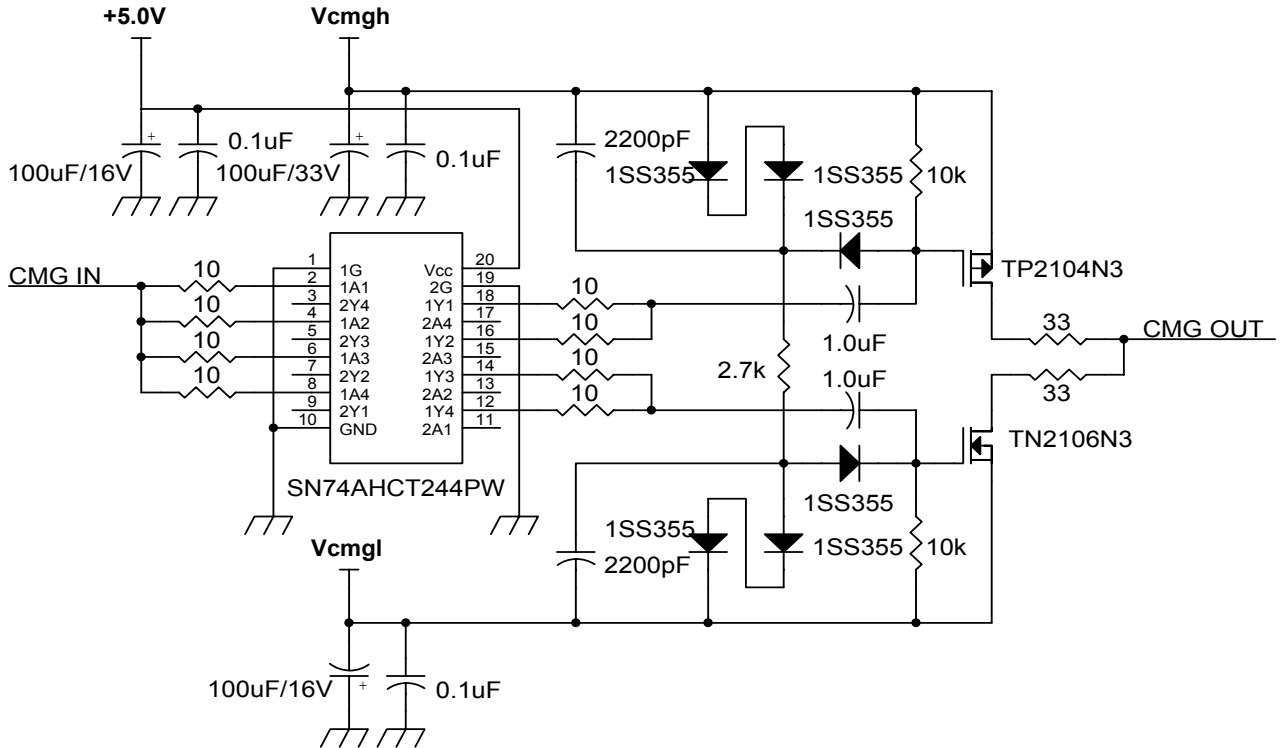 +5.0V Vcmgh
+ 0.1uF + 2200pF
100uF/16V 100uF/33V 0.1uF 1SS355 1SS355 10k
1SS355
CMG IN 10 1 1G Vcc 20 TP2104N3
2 1A1 2G 19
10 3 2Y4 1Y1 18 10
4 1A2 2A4 17
10 5 2Y3 1Y2 16 10 1.0uF 33 CMG OUT
6 1A3 2A3 15
10 7 2Y2 1Y3 14 10 2.7k 1.0uF 33
8 1A4 2A2 13
9 2Y1 1Y4 12 10
10 GND 2A1 11 TN2106N3
SN74AHCT244PW
1SS355
Vcmgl 1SS355 1SS355 10k
2200pF
100uF/16V + 0.1uF